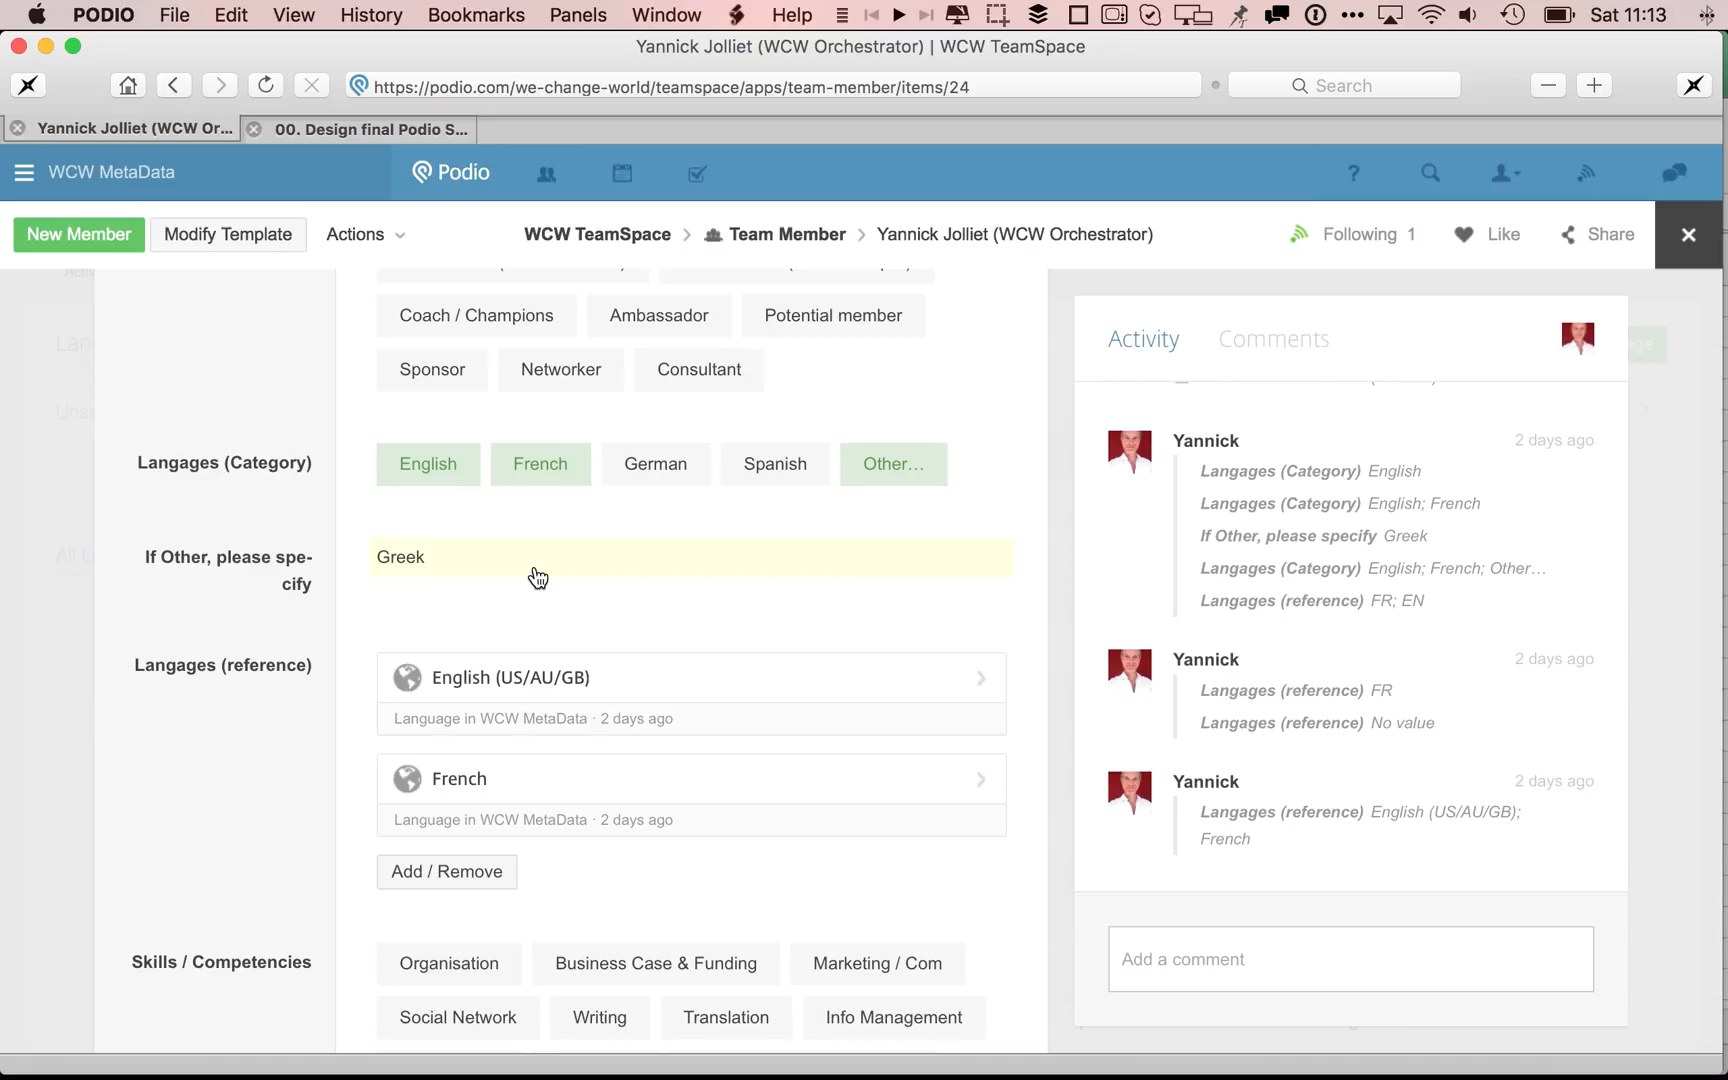 PODIO File Edit View History Bookmarks Panels Window Help Sat 11:13
Yannick Jolliet (WCW Orchestrator) | WCW TeamSpace
https://podio.com/we-change-world/teamspace/apps/team-member/items/24 Search
Yannick Jolliet (WCW Or... 00. Design final Podio S...
WCW MetaData Podio ?
New Member Modify Template Actions WCW TeamSpace Team Member Yannick Jolliet (WCW Orchestrator) Following 1 Like Share
Coach / Champions Ambassador Potential member
Sponsor Networker Consultant
Langages (Category) English French German Spanish Other…
If Other, please spe-
cify
Greek
Langages (reference)
English (US/AU/GB)
Language in WCW MetaData · 2 days ago
French
Language in WCW MetaData · 2 days ago
Add / Remove
Skills / Competencies Organisation Business Case & Funding Marketing / Com
Social Network Writing Translation Info Management
Activity Comments
Yannick 2 days ago
Langages (Category) English
Langages (Category) English; French
If Other, please specify Greek
Langages (Category) English; French; Other…
Langages (reference) FR; EN
Yannick 2 days ago
Langages (reference) FR
Langages (reference) No value
Yannick 2 days ago
Langages (reference) English (US/AU/GB);
French
Add a comment